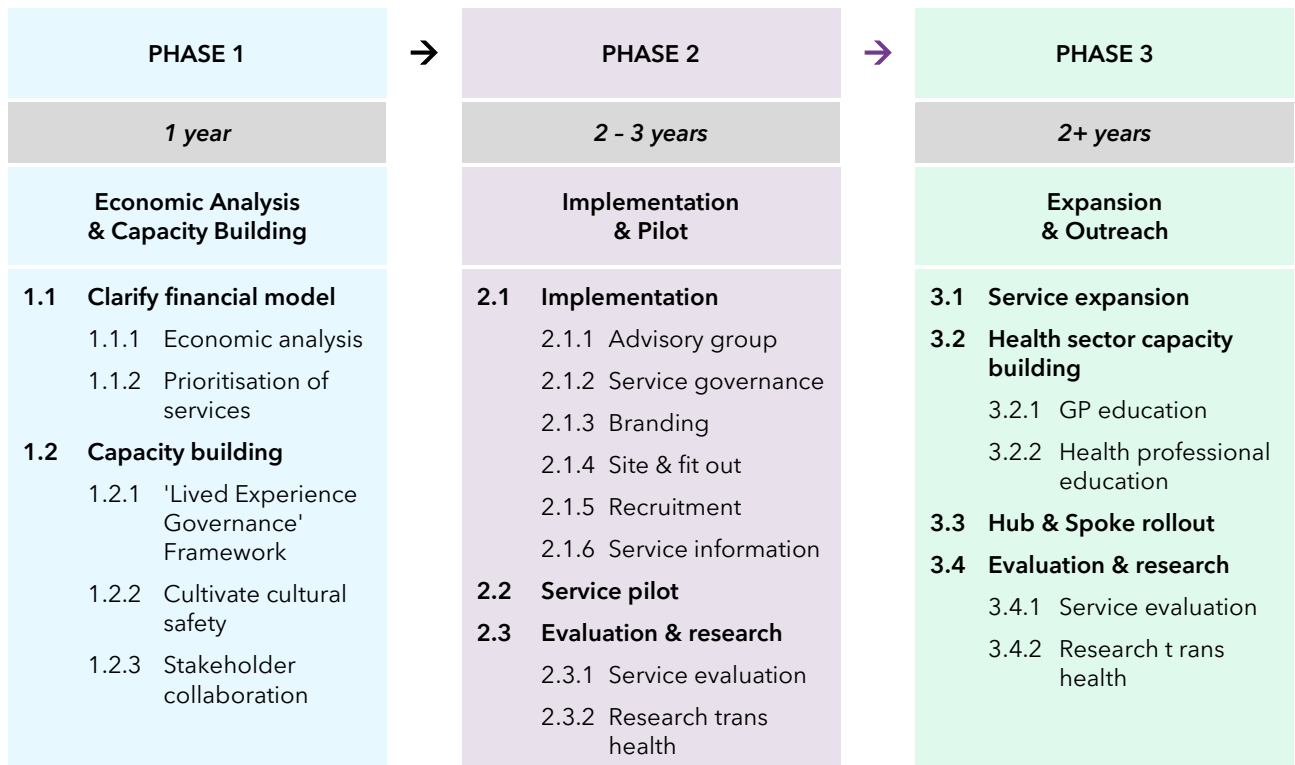 PHASE 1
→
PHASE 2
→
PHASE 3
1 year
2 – 3 years
2+ years
Economic Analysis
& Capacity Building
Implementation
& Pilot
Expansion
& Outreach
1.1 Clarify financial model
1.1.1 Economic analysis
1.1.2 Prioritisation of
services
1.2 Capacity building
1.2.1 'Lived Experience
Governance'
Framework
1.2.2 Cultivate cultural
safety
1.2.3 Stakeholder
collaboration
2.1 Implementation
2.1.1 Advisory group
2.1.2 Service governance
2.1.3 Branding
2.1.4 Site & fit out
2.1.5 Recruitment
2.1.6 Service information
2.2 Service pilot
2.3 Evaluation & research
2.3.1 Service evaluation
2.3.2 Research trans
health
3.1 Service expansion
3.2 Health sector capacity
building
3.2.1 GP education
3.2.2 Health professional
education
3.3 Hub & Spoke rollout
3.4 Evaluation & research
3.4.1 Service evaluation
3.4.2 Research t rans
health